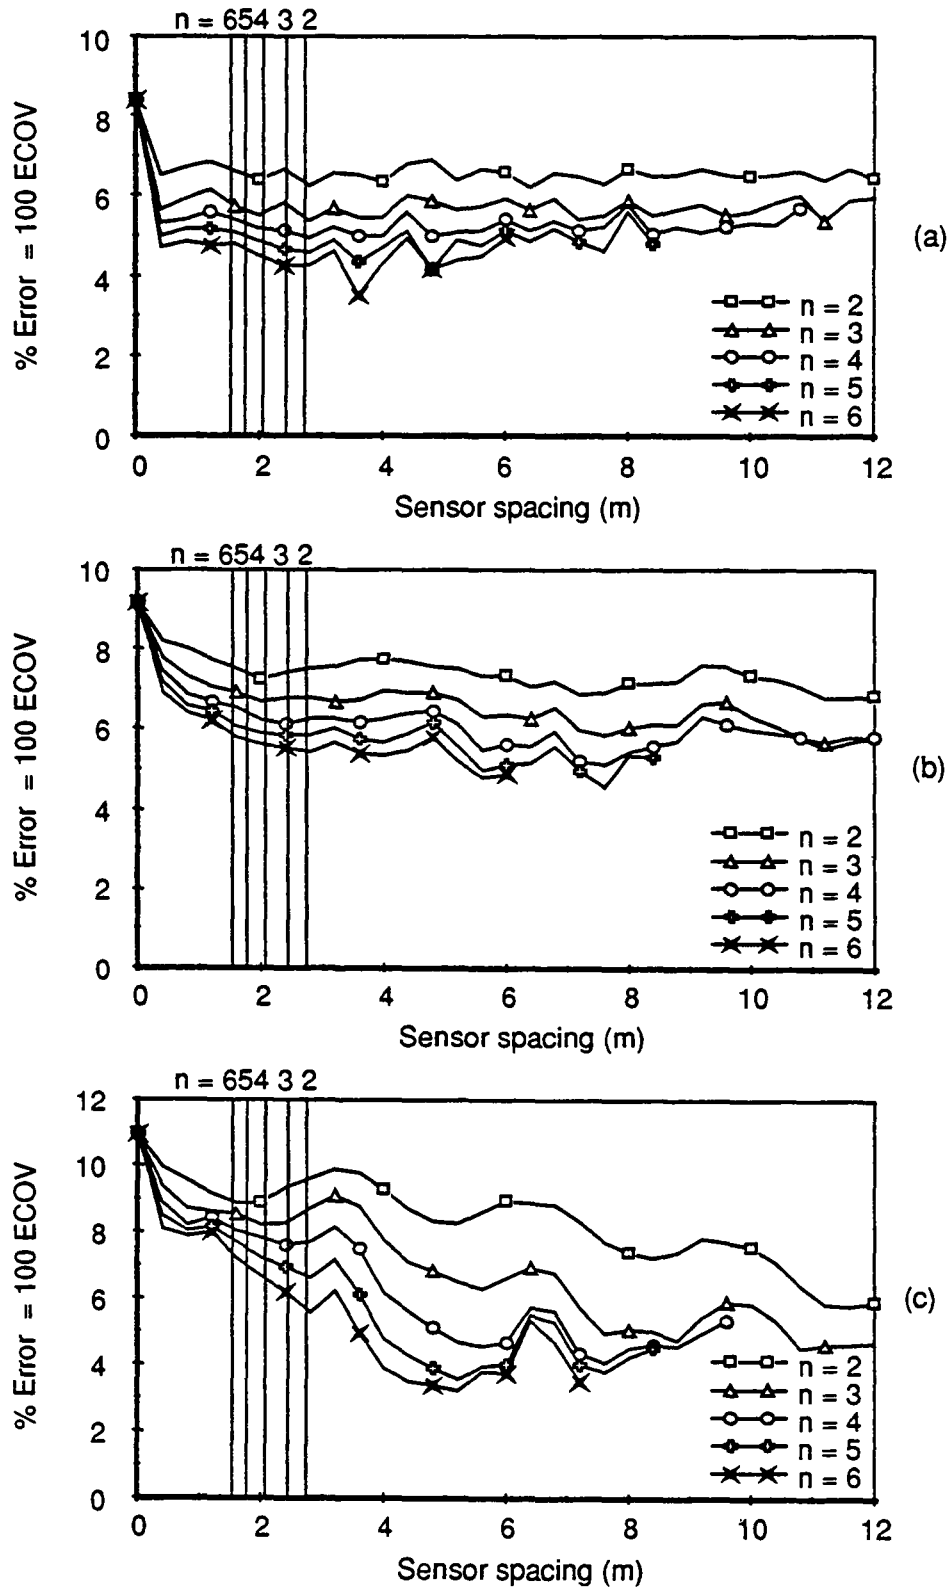 n = 654 3 2
10
8
6
4
2
0
% Error = 100 ECOV
0 2 4 6 8 10 12
Sensor spacing (m)
n = 2
n = 3
n = 4
n = 5
n = 6
(a)
n = 654 3 2
10
8
6
4
2
0
% Error = 100 ECOV
0 2 4 6 8 10 12
Sensor spacing (m)
n = 2
n = 3
n = 4
n = 5
n = 6
(b)
n = 654 3 2
12
10
8
6
4
2
0
% Error = 100 ECOV
0 2 4 6 8 10 12
Sensor spacing (m)
n = 2
n = 3
n = 4
n = 5
n = 6
(c)